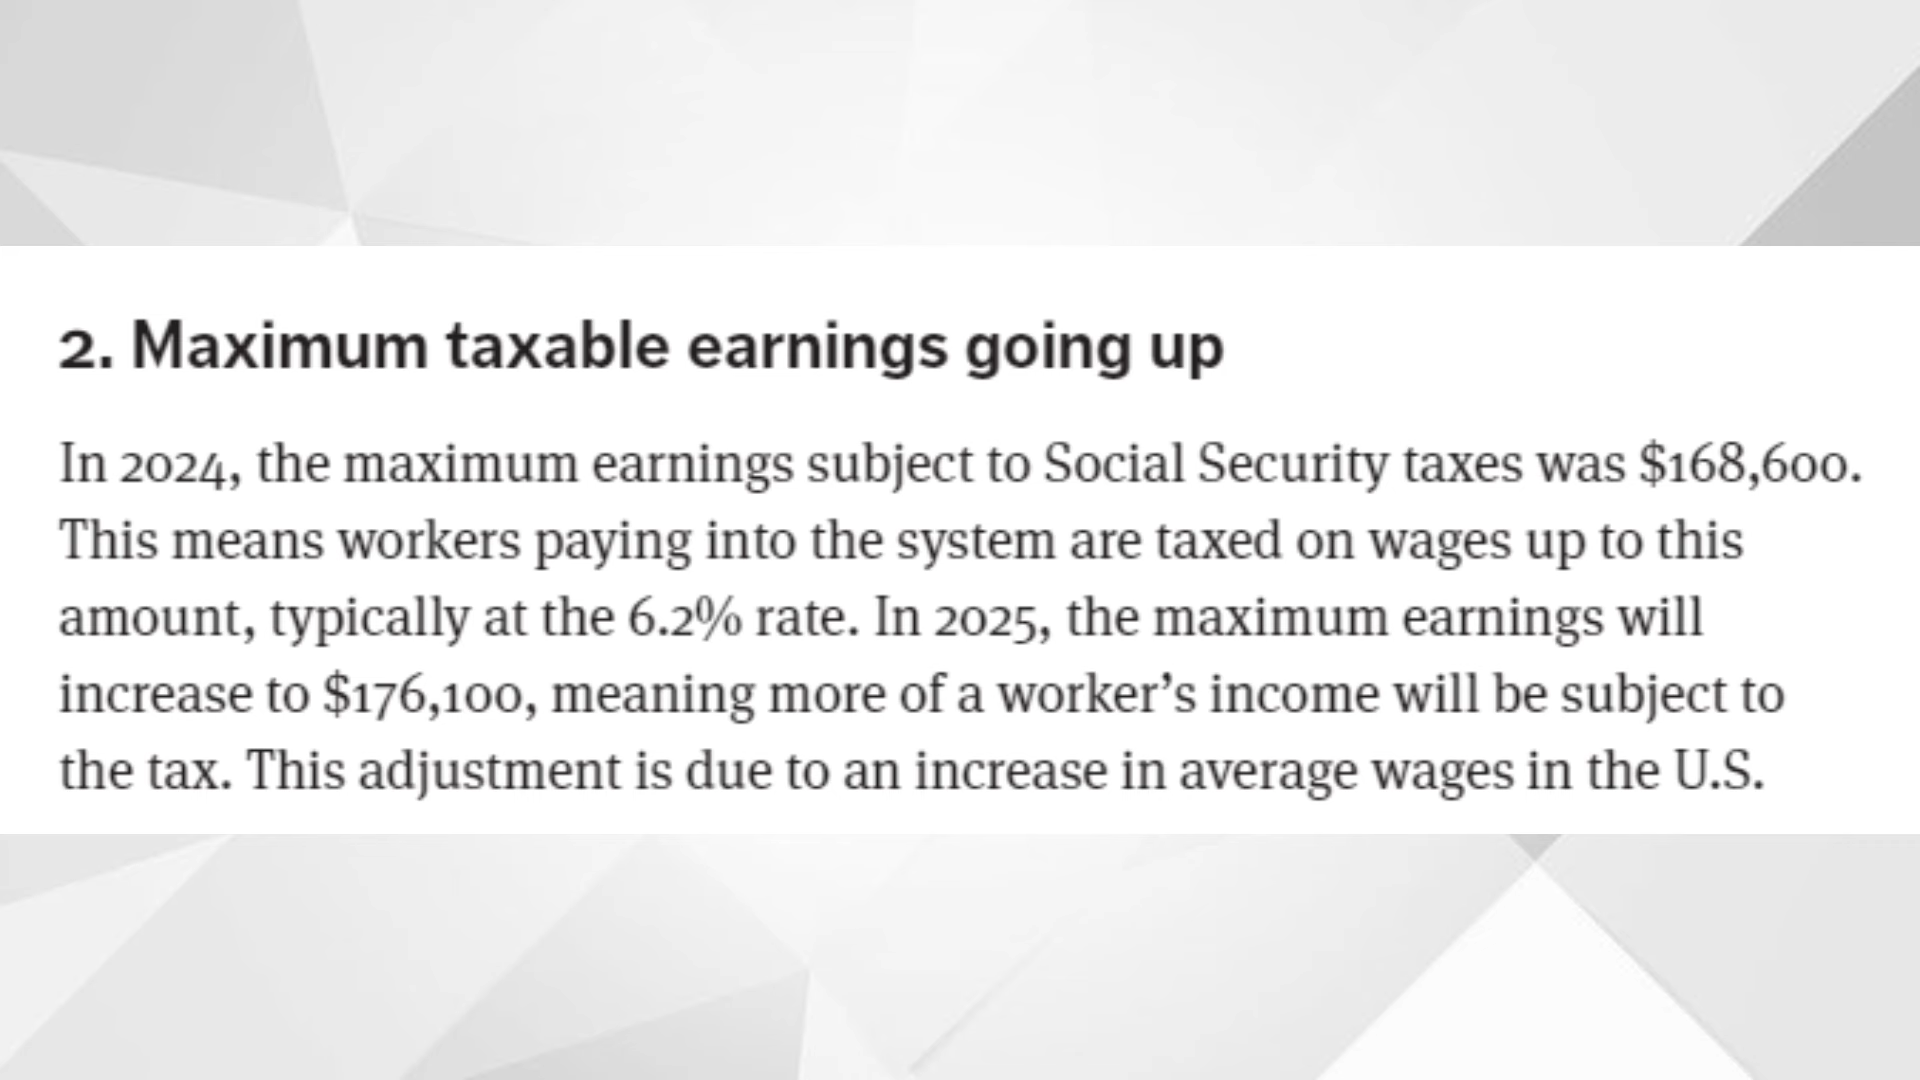 2. Maximum taxable earnings going up
In 2024, the maximum earnings subject to Social Security taxes was $168,600.
This means workers paying into the system are taxed on wages up to this
amount, typically at the 6.2% rate. In 2025, the maximum earnings will
increase to $176,100, meaning more of a worker’s income will be subject to
the tax. This adjustment is due to an increase in average wages in the U.S.